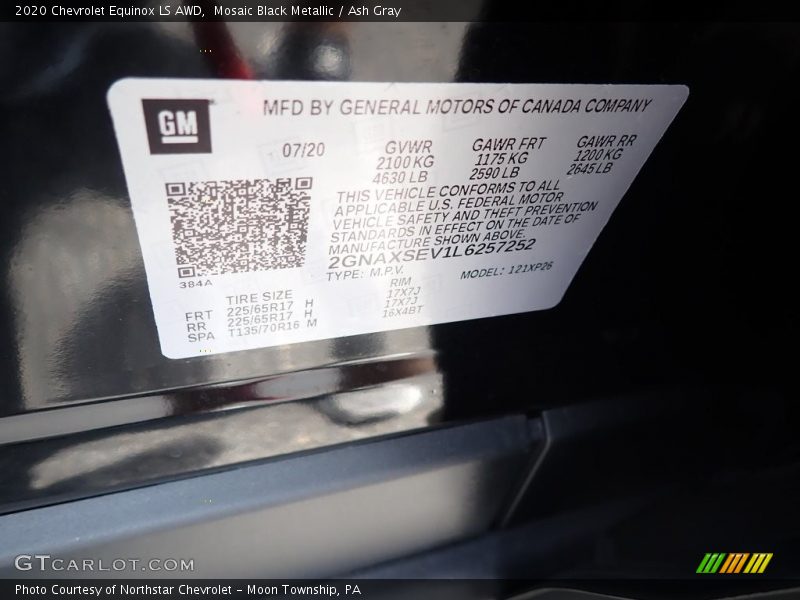 2020 Chevrolet Equinox LS AWD, Mosaic Black Metallic / Ash Gray
GM
MFD BY GENERAL MOTORS OF CANADA COMPANY
07/20
GVWR
2100 KG
4630 LB
GAWR FRT
1175 KG
2590 LB
GAWR RR
1200 KG
2645 LB
THIS VEHICLE CONFORMS TO ALL
APPLICABLE U.S. FEDERAL MOTOR
VEHICLE SAFETY AND THEFT PREVENTION
STANDARDS IN EFFECT ON THE DATE OF
MANUFACTURE SHOWN ABOVE.
2GNAXSEV1L6257252
TYPE: M.P.V. MODEL: 121XP26
384A
TIRE SIZE RIM
FRT 225/65R17 H 17X7J
RR 225/65R17 H 17X7J
SPA T135/70R16 M 16X4BT
GTCARLOT.COM
Photo Courtesy of Northstar Chevrolet - Moon Township, PA